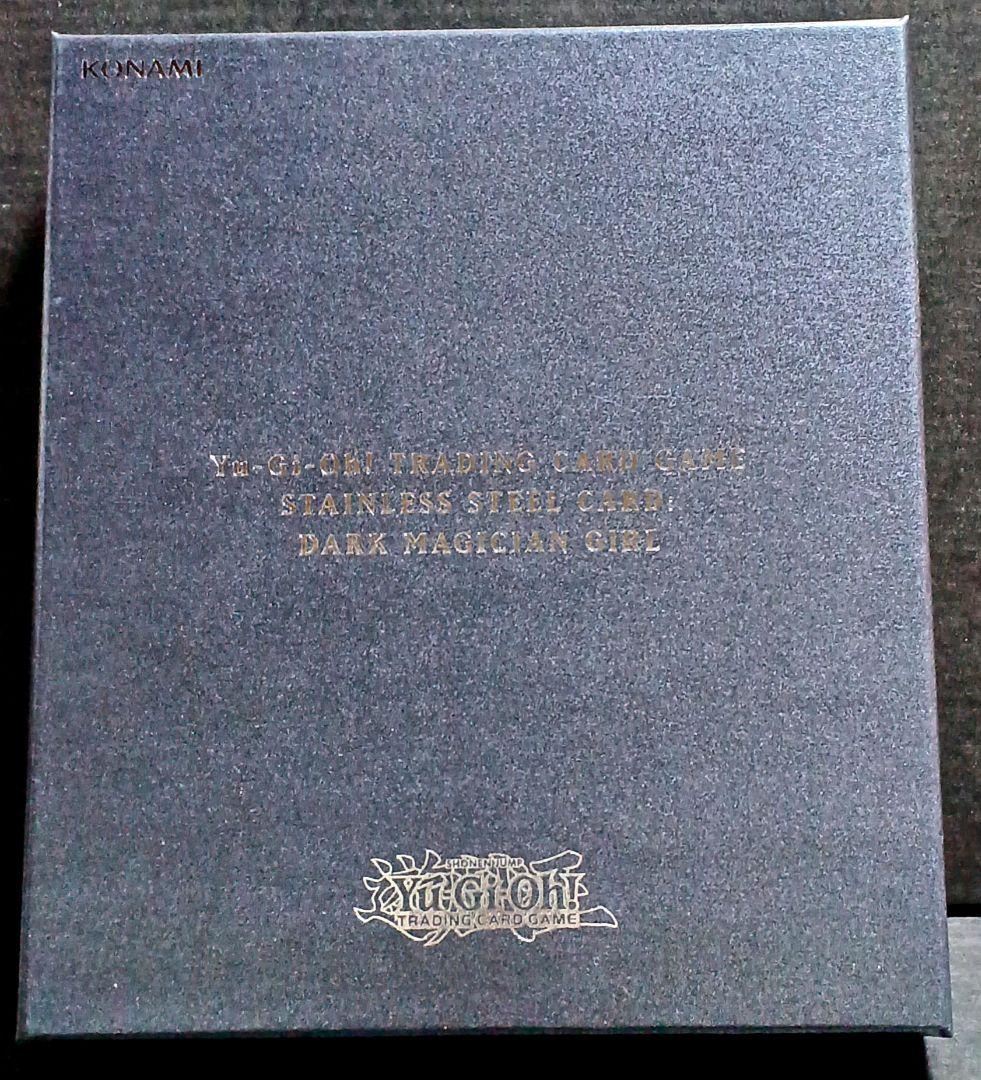 KONAMI
Yu-Gi-Oh! TRADING CARD GAME
STAINLESS STEEL CARD:
DARK MAGICIAN GIRL
SHONEN JUMP
Yu-Gi-Oh!
TRADING CARD GAME